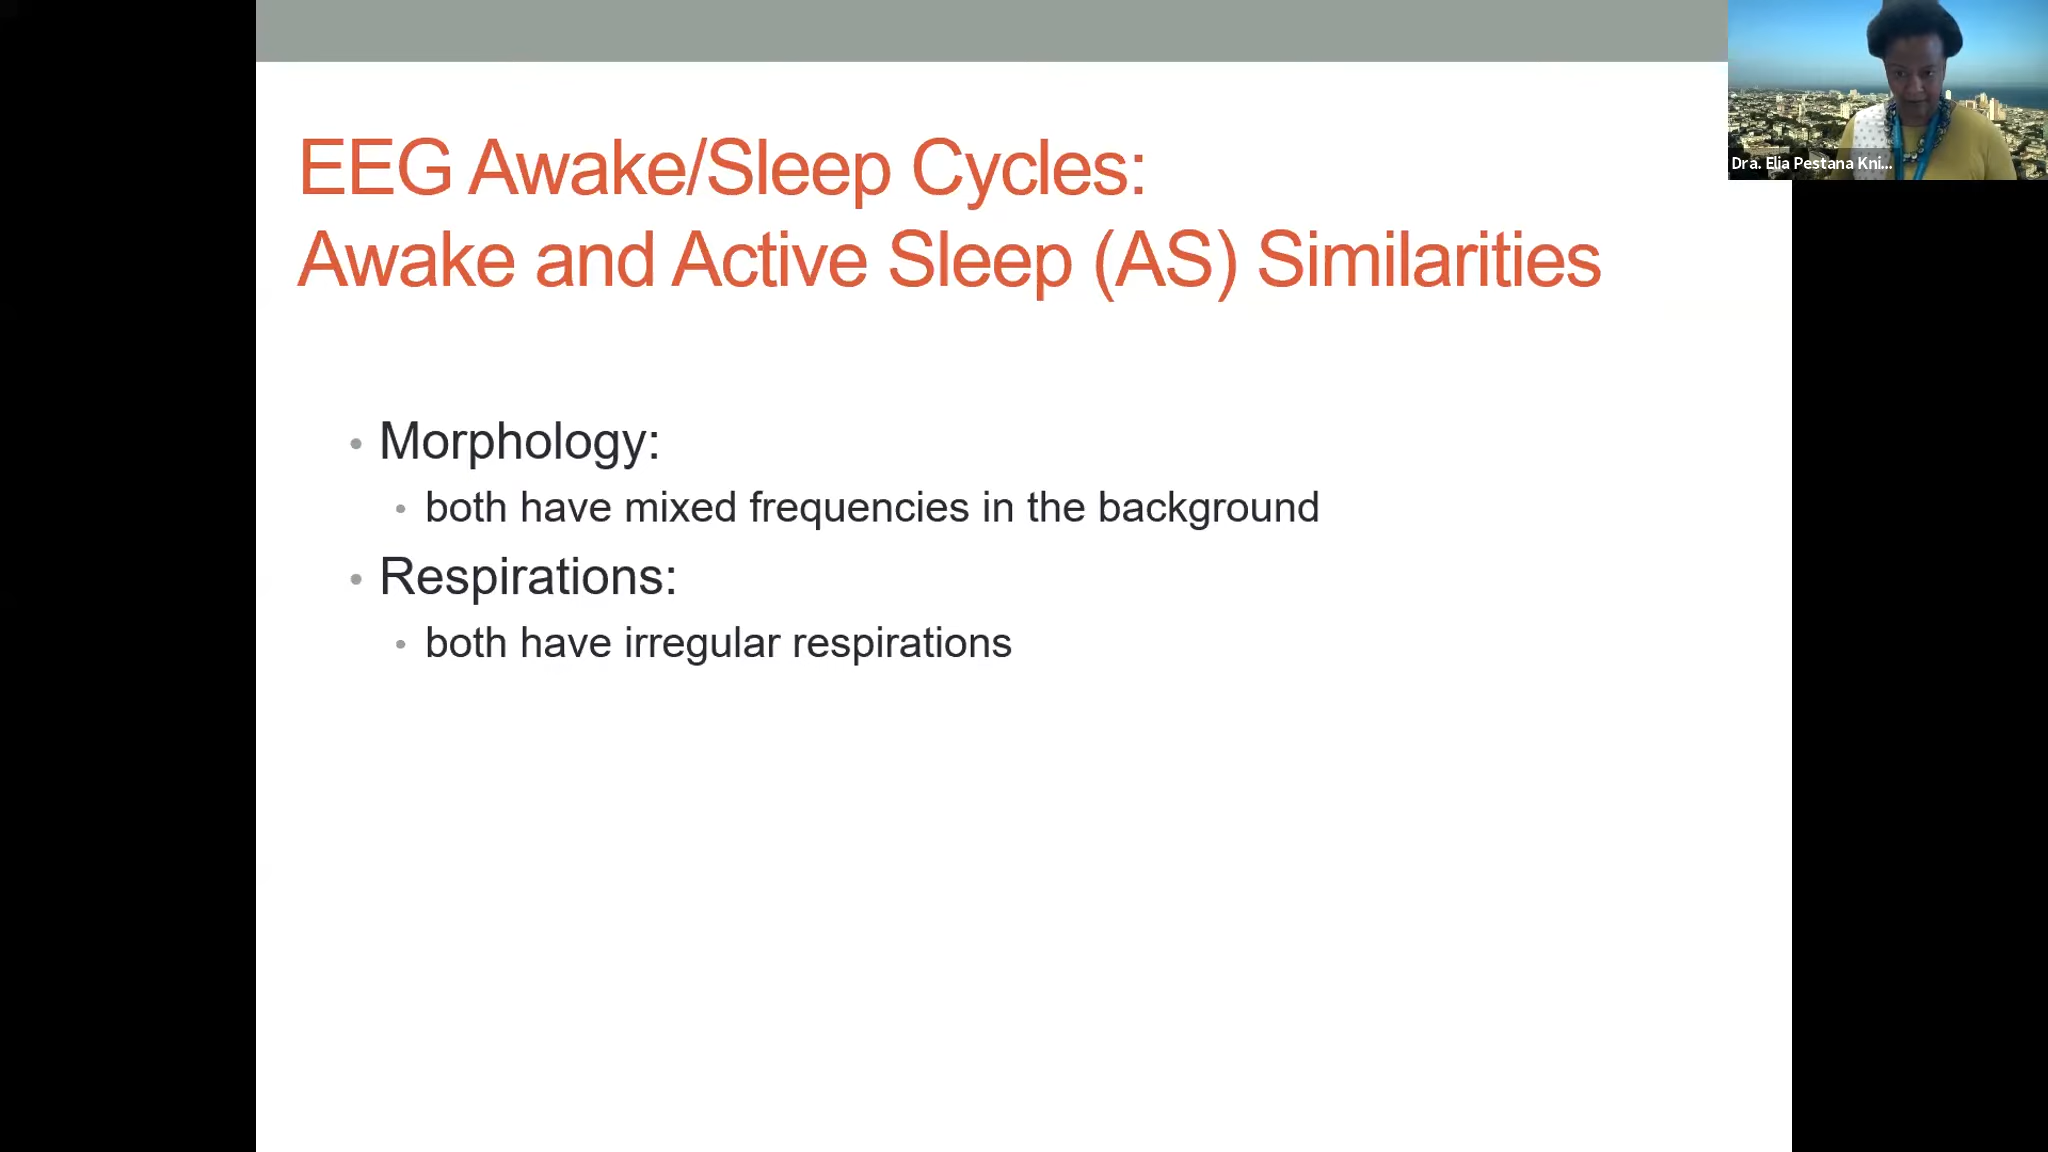 EEG Awake/Sleep Cycles:
Awake and Active Sleep (AS) Similarities
• Morphology:
• both have mixed frequencies in the background
• Respirations:
• both have irregular respirations
Dra. Elia Pestana Kni...